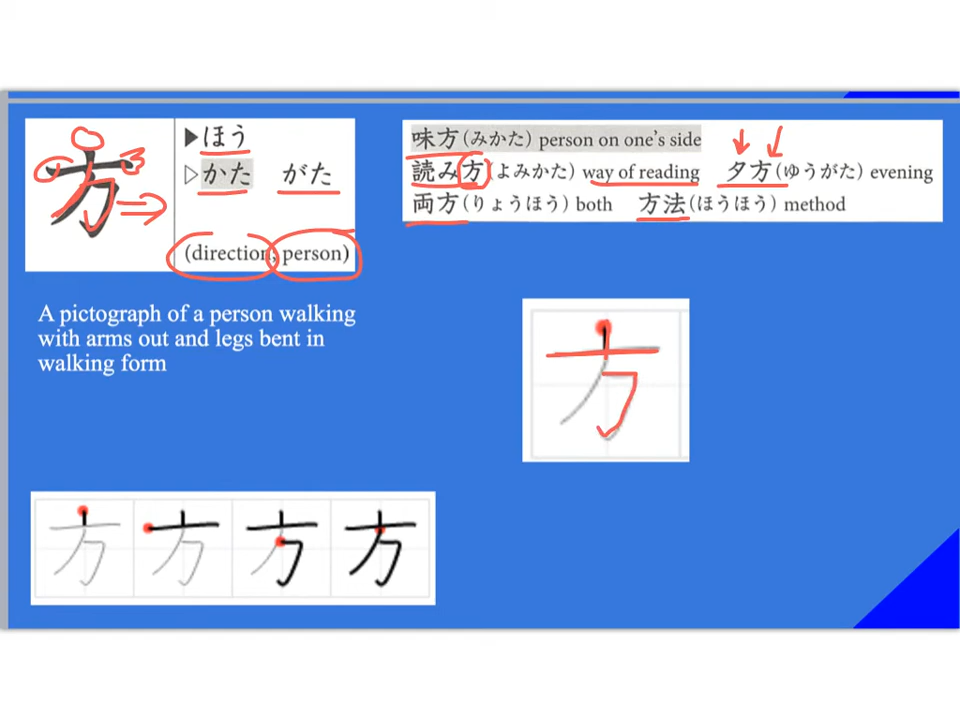 方
▶ほう
▷かた がた
(direction, person)
味方(みかた) person on one's side
読み方(よみかた) way of reading 夕方(ゆうがた) evening
両方(りょうほう) both 方法(ほうほう) method
A pictograph of a person walking
with arms out and legs bent in
walking form
方
方 方 方 方